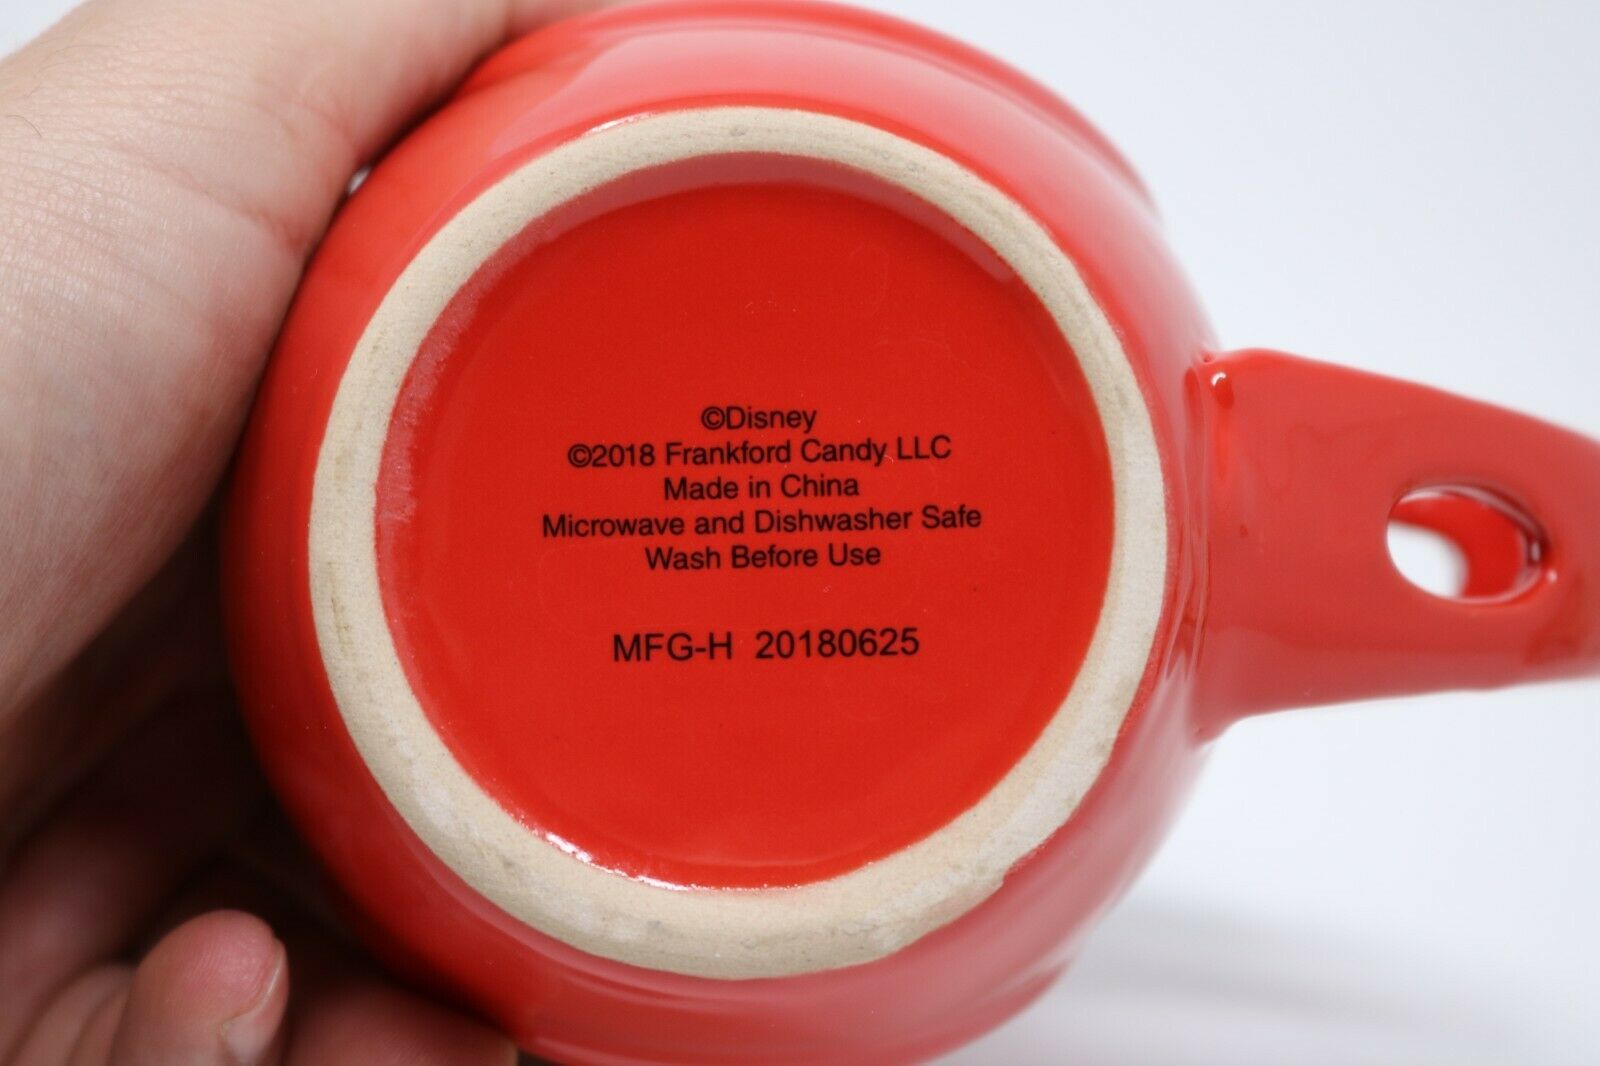 ©Disney
©2018 Frankford Candy LLC
Made in China
Microwave and Dishwasher Safe
Wash Before Use
MFG-H 20180625